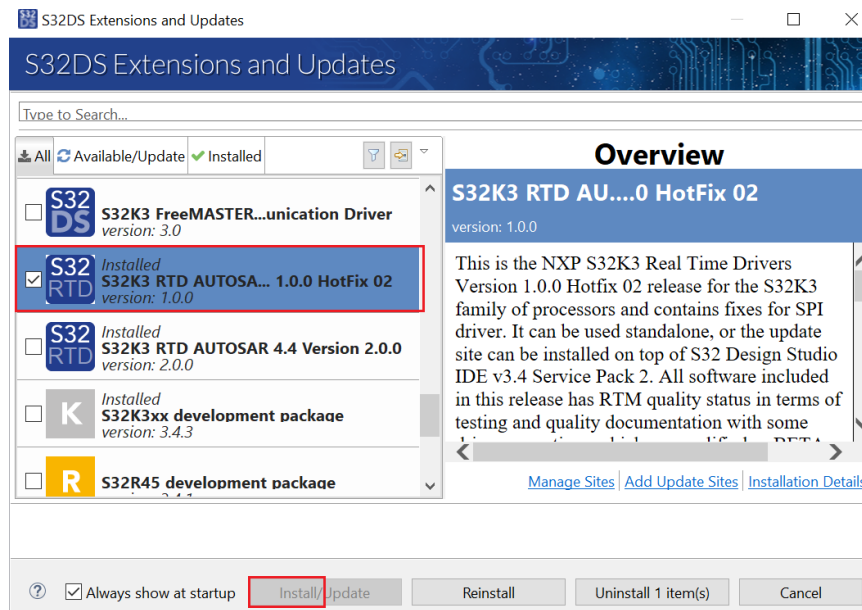 S32DS Extensions and Updates
S32DS Extensions and Updates
Type to Search...
All
Available/Update
Installed
S32
DS
S32K3 FreeMASTER...unication Driver
version: 3.0
S32
RTD
Installed
S32K3 RTD AUTOSA... 1.0.0 HotFix 02
version: 1.0.0
S32
RTD
Installed
S32K3 RTD AUTOSAR 4.4 Version 2.0.0
version: 2.0.0
K
Installed
S32K3xx development package
version: 3.4.3
R
S32R45 development package
Overview
S32K3 RTD AU....0 HotFix 02
version: 1.0.0
This is the NXP S32K3 Real Time Drivers
Version 1.0.0 Hotfix 02 release for the S32K3
family of processors and contains fixes for SPI
driver. It can be used standalone, or the update
site can be installed on top of S32 Design Studio
IDE v3.4 Service Pack 2. All software included
in this release has RTM quality status in terms of
testing and quality documentation with some
Manage Sites
Add Update Sites
Installation Details
Always show at startup
Install/Update
Reinstall
Uninstall 1 item(s)
Cancel